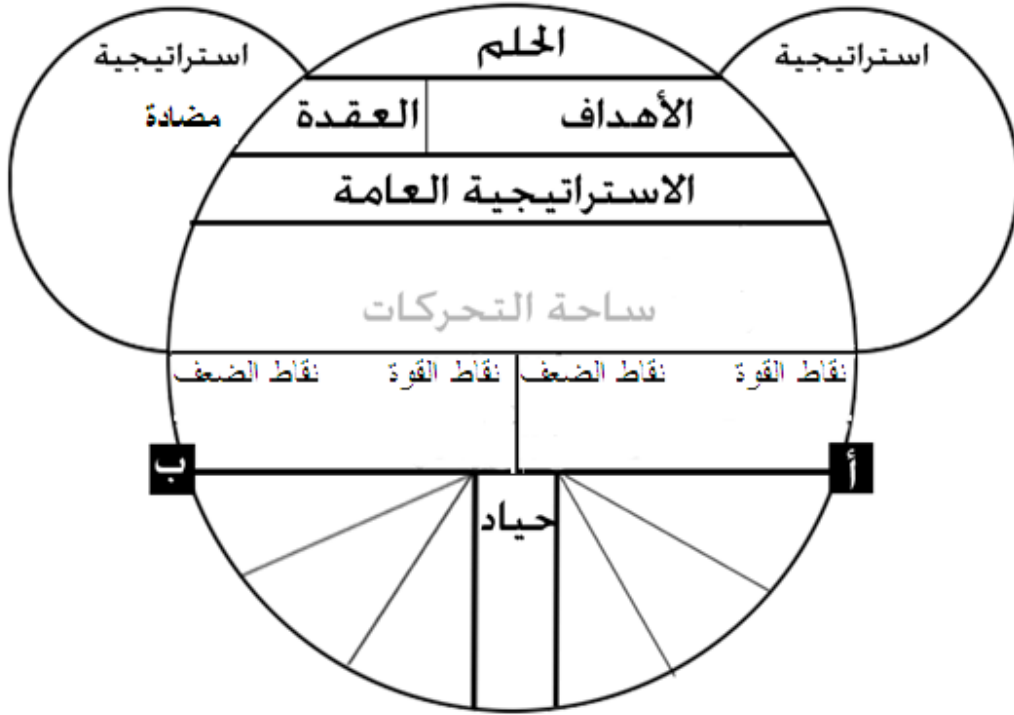 الحلم
استراتيجية
استراتيجية
مضادة
الأهداف
العقدة
الاستراتيجية العامة
ساحة التحركات
نقاط القوة
نقاط الضعف
نقاط القوة
نقاط الضعف
أ
ب
حياد